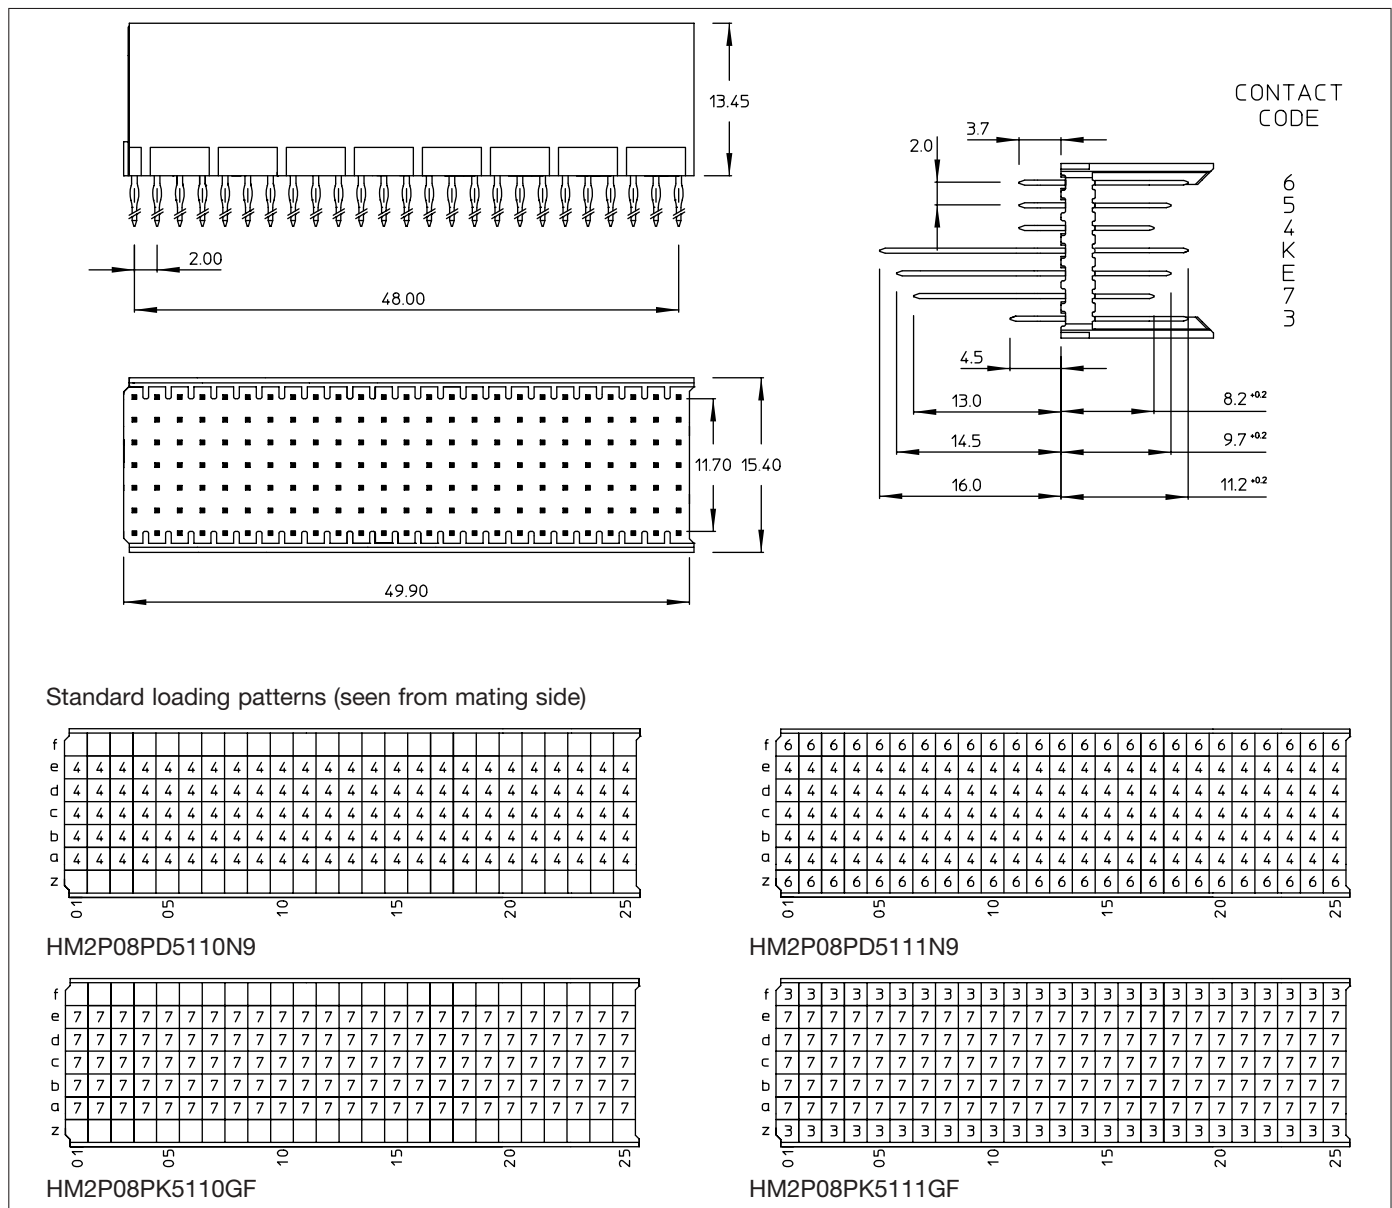 13.45
2.00
48.00
11.70
15.40
49.90
CONTACT
CODE
3.7
2.0
6
5
4
K
E
7
3
4.5
13.0
8.2 +0.2
14.5
9.7 +0.2
16.0
11.2 +0.2
Standard loading patterns (seen from mating side)
f
e 4 4 4 4 4 4 4 4 4 4 4 4 4 4 4 4 4 4 4 4 4 4 4 4 4
d 4 4 4 4 4 4 4 4 4 4 4 4 4 4 4 4 4 4 4 4 4 4 4 4 4
c 4 4 4 4 4 4 4 4 4 4 4 4 4 4 4 4 4 4 4 4 4 4 4 4 4
b 4 4 4 4 4 4 4 4 4 4 4 4 4 4 4 4 4 4 4 4 4 4 4 4 4
a 4 4 4 4 4 4 4 4 4 4 4 4 4 4 4 4 4 4 4 4 4 4 4 4 4
z
01 05 10 15 20 25
HM2P08PD5110N9
f 6 6 6 6 6 6 6 6 6 6 6 6 6 6 6 6 6 6 6 6 6 6 6 6 6
e 4 4 4 4 4 4 4 4 4 4 4 4 4 4 4 4 4 4 4 4 4 4 4 4 4
d 4 4 4 4 4 4 4 4 4 4 4 4 4 4 4 4 4 4 4 4 4 4 4 4 4
c 4 4 4 4 4 4 4 4 4 4 4 4 4 4 4 4 4 4 4 4 4 4 4 4 4
b 4 4 4 4 4 4 4 4 4 4 4 4 4 4 4 4 4 4 4 4 4 4 4 4 4
a 4 4 4 4 4 4 4 4 4 4 4 4 4 4 4 4 4 4 4 4 4 4 4 4 4
z 6 6 6 6 6 6 6 6 6 6 6 6 6 6 6 6 6 6 6 6 6 6 6 6 6
01 05 10 15 20 25
HM2P08PD5111N9
f
e 7 7 7 7 7 7 7 7 7 7 7 7 7 7 7 7 7 7 7 7 7 7 7 7 7
d 7 7 7 7 7 7 7 7 7 7 7 7 7 7 7 7 7 7 7 7 7 7 7 7 7
c 7 7 7 7 7 7 7 7 7 7 7 7 7 7 7 7 7 7 7 7 7 7 7 7 7
b 7 7 7 7 7 7 7 7 7 7 7 7 7 7 7 7 7 7 7 7 7 7 7 7 7
a 7 7 7 7 7 7 7 7 7 7 7 7 7 7 7 7 7 7 7 7 7 7 7 7 7
z
01 05 10 15 20 25
HM2P08PK5110GF
f 3 3 3 3 3 3 3 3 3 3 3 3 3 3 3 3 3 3 3 3 3 3 3 3 3
e 7 7 7 7 7 7 7 7 7 7 7 7 7 7 7 7 7 7 7 7 7 7 7 7 7
d 7 7 7 7 7 7 7 7 7 7 7 7 7 7 7 7 7 7 7 7 7 7 7 7 7
c 7 7 7 7 7 7 7 7 7 7 7 7 7 7 7 7 7 7 7 7 7 7 7 7 7
b 7 7 7 7 7 7 7 7 7 7 7 7 7 7 7 7 7 7 7 7 7 7 7 7 7
a 7 7 7 7 7 7 7 7 7 7 7 7 7 7 7 7 7 7 7 7 7 7 7 7 7
z 3 3 3 3 3 3 3 3 3 3 3 3 3 3 3 3 3 3 3 3 3 3 3 3 3
01 05 10 15 20 25
HM2P08PK5111GF